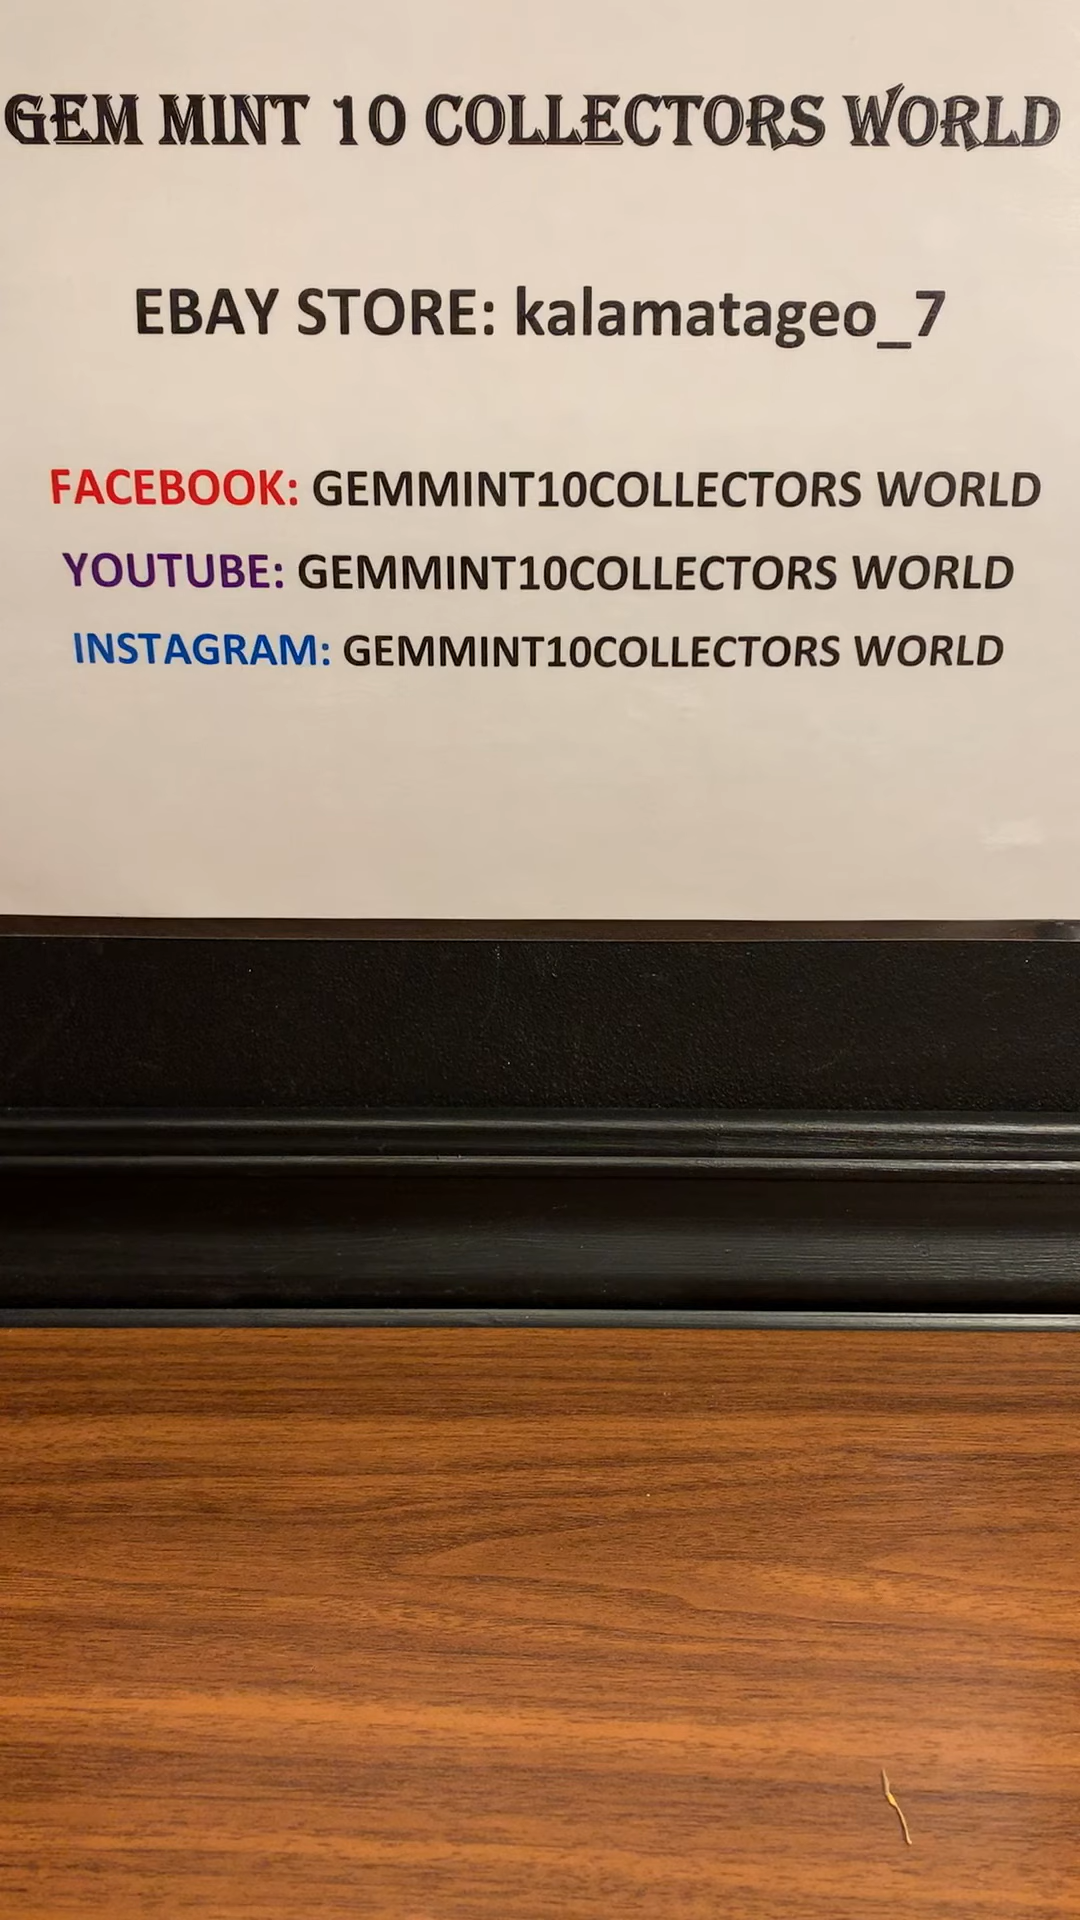 GEM MINT 10 COLLECTORS WORLD
EBAY STORE: kalamatageo_7
FACEBOOK: GEMMINT10COLLECTORS WORLD
YOUTUBE: GEMMINT10COLLECTORS WORLD
INSTAGRAM: GEMMINT10COLLECTORS WORLD